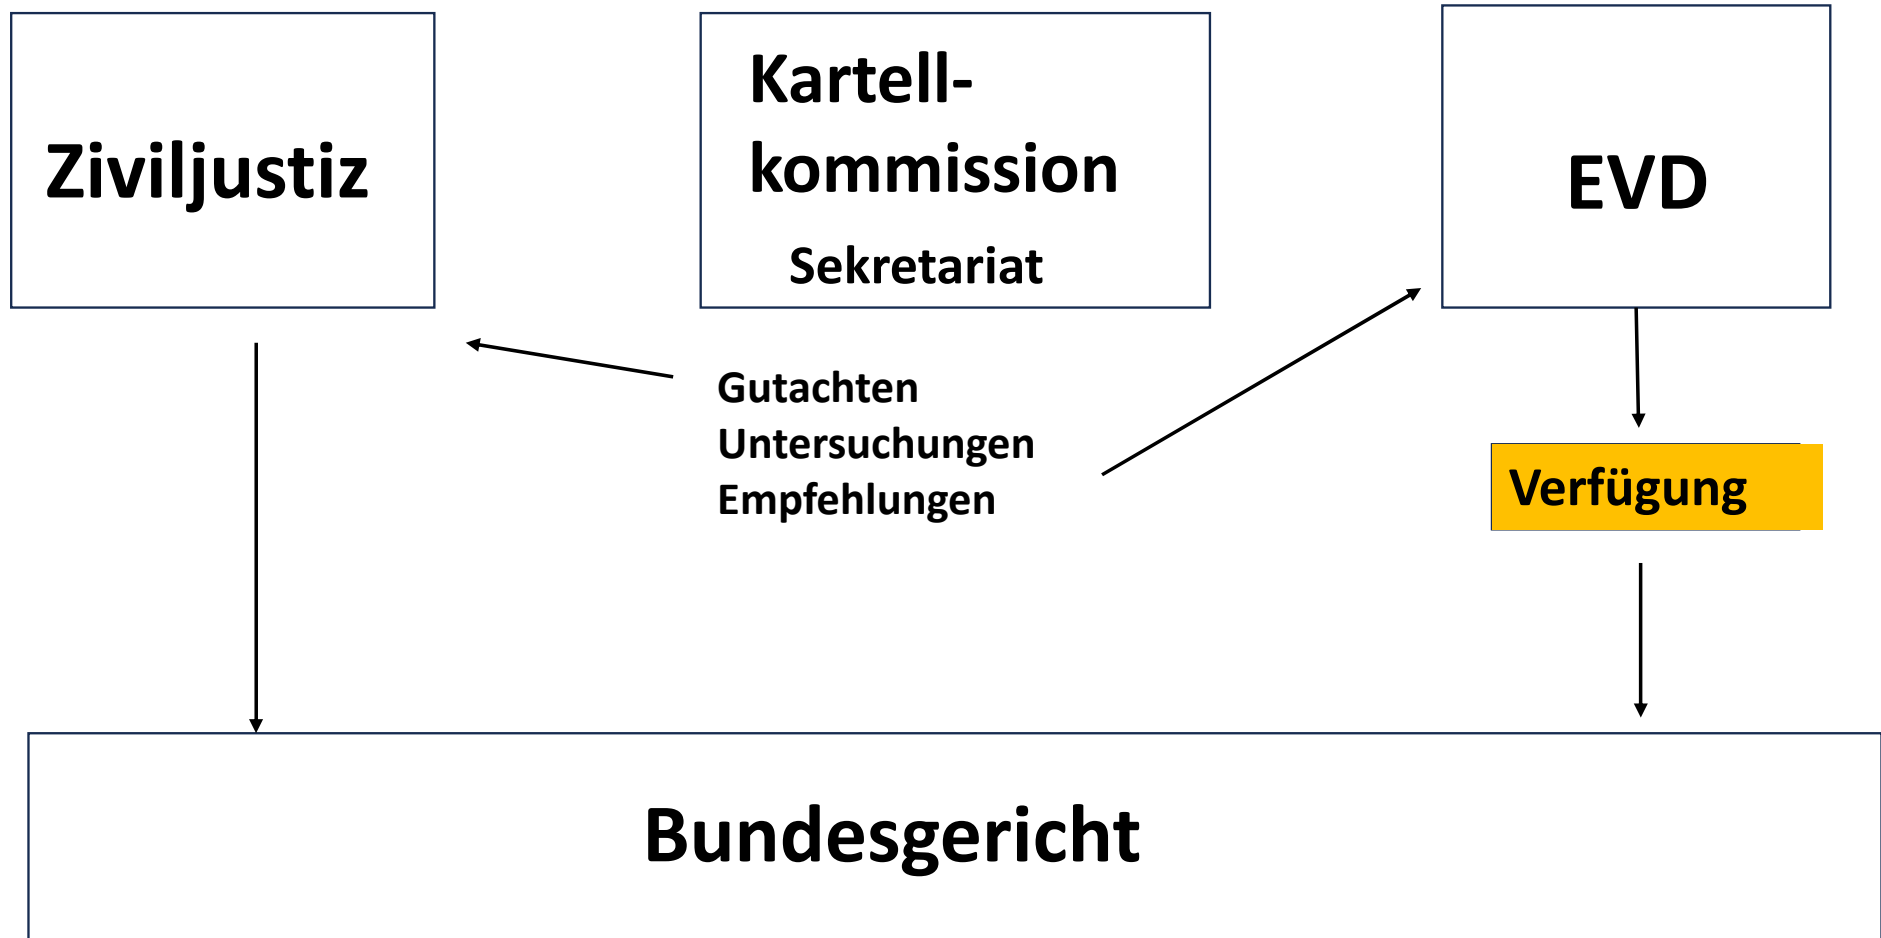 Ziviljustiz
Kartell-
kommission
Sekretariat
EVD
Gutachten
Untersuchungen
Empfehlungen
Verfügung
Bundesgericht